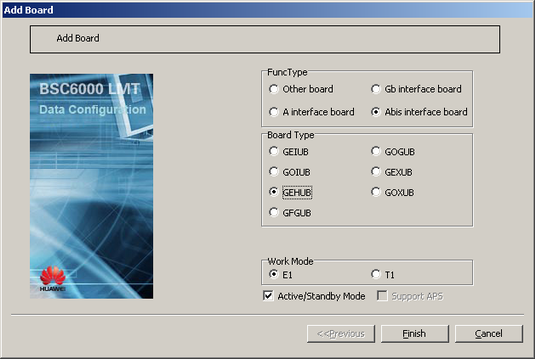 Add Board
Add Board
BSC6000 LMT
Data Configuration
HUAWEI
FuncType
Other board
Gb interface board
A interface board
Abis interface board
Board Type
GEIUB
GOGUB
GOIUB
GEXUB
GEHUB
GOXUB
GFGUB
Work Mode
E1
T1
Active/Standby Mode
Support APS
<<Previous
Finish
Cancel